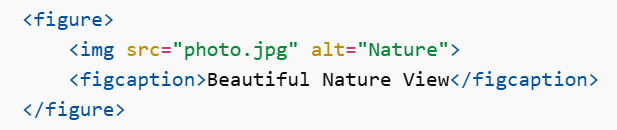 <figure>
    <img src="photo.jpg" alt="Nature">
    <figcaption>Beautiful Nature View</figcaption>
</figure>